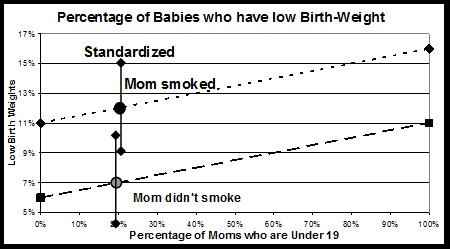 Percentage of Babies who have low Birth-Weight
17%
15%
13%
11%
9%
7%
5%
Low Birth Weights
Standardized
Mom smoked
Mom didn't smoke
0% 10% 20% 30% 40% 50% 60% 70% 80% 90% 100%
Percentage of Moms who are Under 19